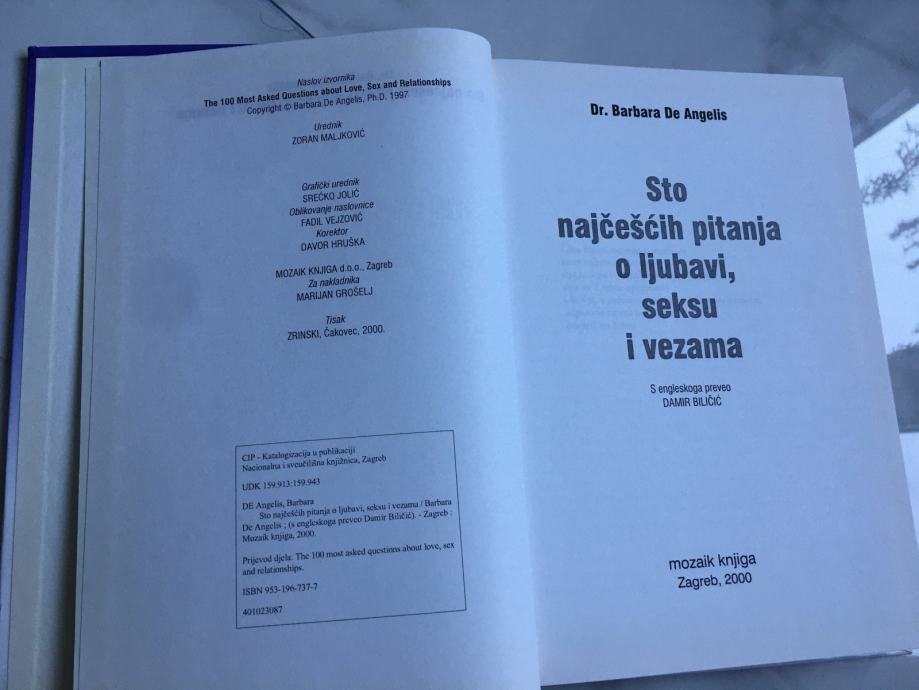 Naslov izvornika
The 100 Most Asked Questions about Love, Sex and Relationships
Copyright © Barbara De Angelis, Ph.D. 1997
Urednik
ZORAN MALJKOVIĆ
Grafički urednik
SREĆKO JOLIĆ
Oblikovanje naslovnice
FADIL VEJZOVIĆ
Korektor
DAVOR HRUŠKA
MOZAIK KNJIGA d.o.o., Zagreb
Za nakladnika
MARIJAN GROŠELJ
Tisak
ZRINSKI, Čakovec, 2000.
CIP - Katalogizacija u publikaciji
Nacionalna i sveučilišna knjižnica, Zagreb
UDK 159.913:159.943
DE Angelis, Barbara
Sto najčešćih pitanja o ljubavi, seksu i vezama / Barbara
De Angelis ; (s engleskoga preveo Damir Biličić). - Zagreb :
Mozaik knjiga, 2000.
Prijevod djela: The 100 most asked questions about love, sex
and relationships.
ISBN 953-196-737-7
401023087
Dr. Barbara De Angelis
Sto
najčešćih pitanja
o ljubavi,
seksu
i vezama
S engleskoga preveo
DAMIR BILIČIĆ
mozaik knjiga
Zagreb, 2000